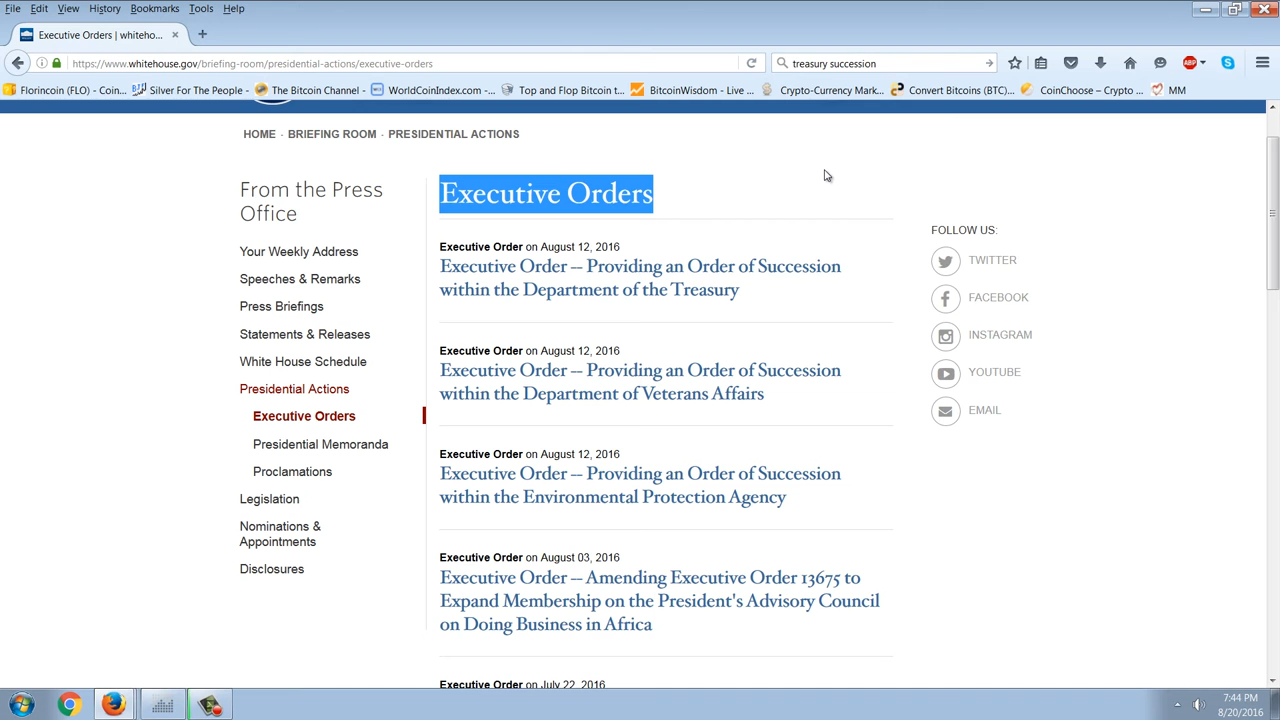 File Edit View History Bookmarks Tools Help
Executive Orders | whiteho...
https://www.whitehouse.gov/briefing-room/presidential-actions/executive-orders
treasury succession
ABP
Florincoin (FLO) - Coin...
Silver For The People - ...
The Bitcoin Channel - ...
WorldCoinIndex.com -...
Top and Flop Bitcoin t...
BitcoinWisdom - Live ...
Crypto-Currency Mark...
Convert Bitcoins (BTC)...
CoinChoose – Crypto ...
MM
HOME · BRIEFING ROOM · PRESIDENTIAL ACTIONS
From the Press
Office
Your Weekly Address
Speeches & Remarks
Press Briefings
Statements & Releases
White House Schedule
Presidential Actions
Executive Orders
Presidential Memoranda
Proclamations
Legislation
Nominations &
Appointments
Disclosures
Executive Orders
Executive Order on August 12, 2016
Executive Order -- Providing an Order of Succession
within the Department of the Treasury
Executive Order on August 12, 2016
Executive Order -- Providing an Order of Succession
within the Department of Veterans Affairs
Executive Order on August 12, 2016
Executive Order -- Providing an Order of Succession
within the Environmental Protection Agency
Executive Order on August 03, 2016
Executive Order -- Amending Executive Order 13675 to
Expand Membership on the President's Advisory Council
on Doing Business in Africa
Executive Order on July 22, 2016
FOLLOW US:
TWITTER
FACEBOOK
INSTAGRAM
YOUTUBE
EMAIL
7:44 PM
8/20/2016